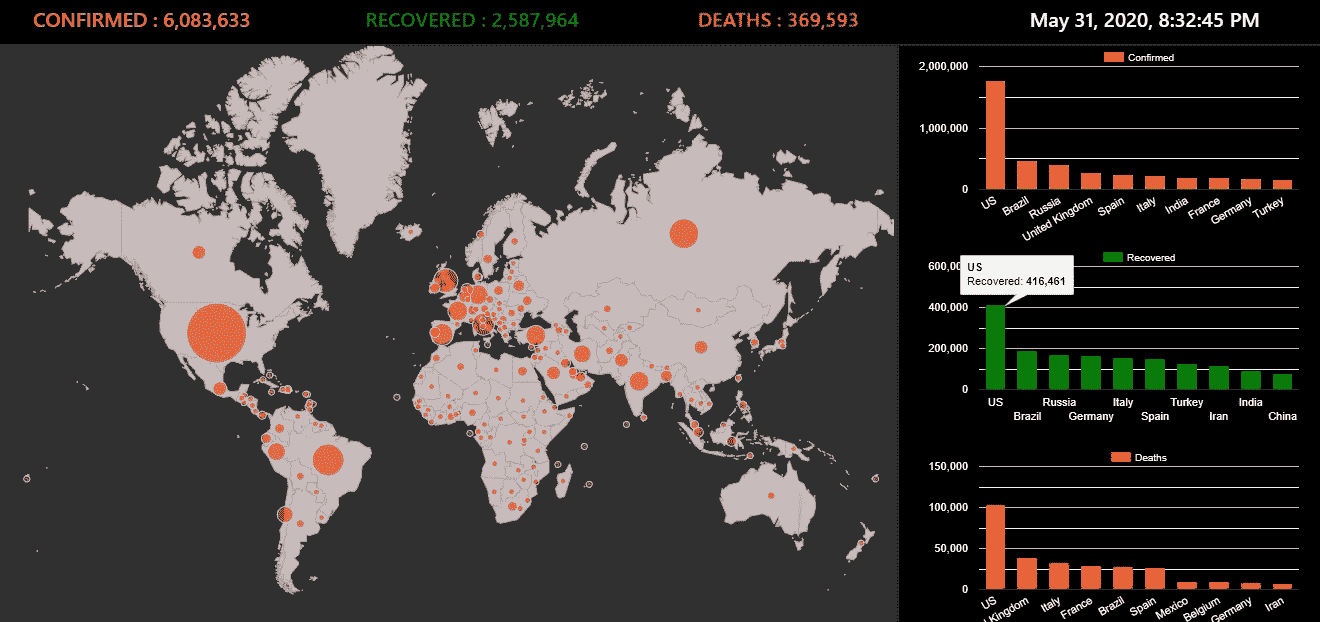 CONFIRMED : 6,083,633
RECOVERED : 2,587,964
DEATHS : 369,593
May 31, 2020, 8:32:45 PM
Confirmed
2,000,000
1,000,000
0
US
Brazil
Russia
United Kingdom
Spain
Italy
India
France
Germany
Turkey
Recovered
600,00
US
Recovered: 416,461
400,000
200,000
0
US
Brazil
Russia
Germany
Italy
Spain
Turkey
Iran
India
China
Deaths
150,000
100,000
50,000
0
US
Kingdom
Italy
France
Brazil
Spain
Mexico
Belgium
Germany
Iran